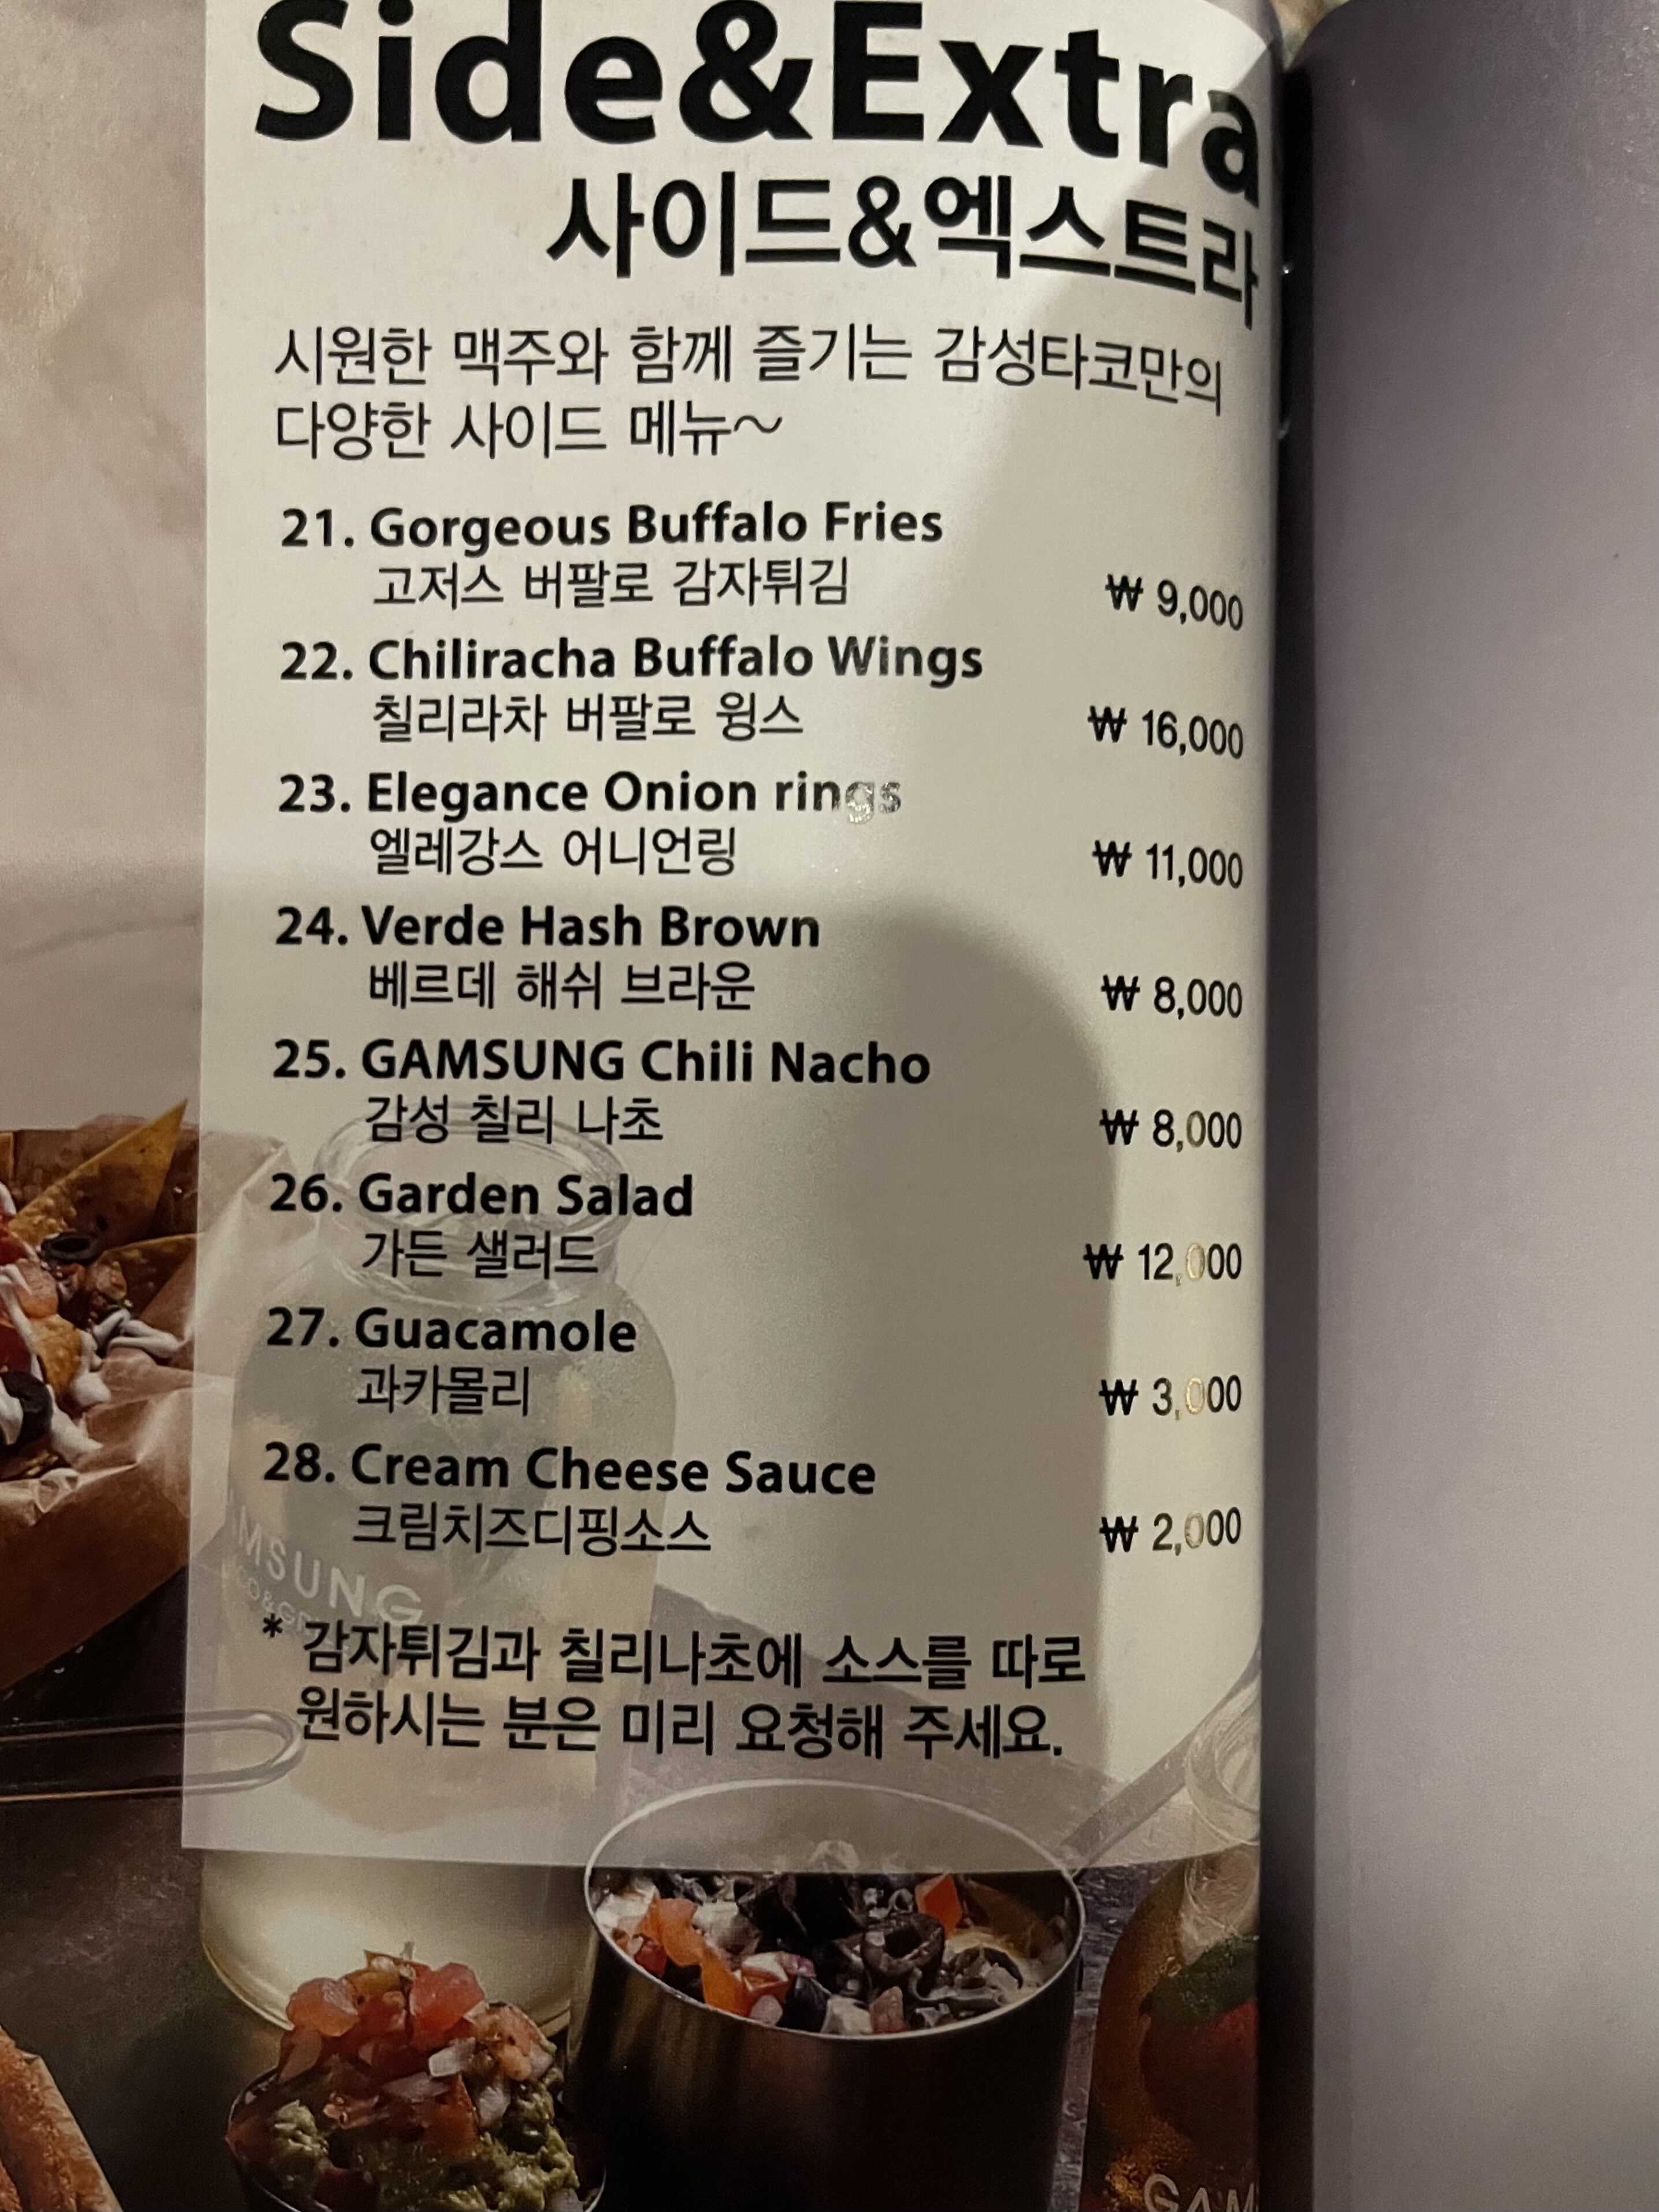 Side&Extra
사이드&엑스트라
시원한 맥주와 함께 즐기는 감성타코만의
다양한 사이드 메뉴~
21. Gorgeous Buffalo Fries
고저스 버팔로 감자튀김 ₩ 9,000
22. Chiliracha Buffalo Wings
칠리라차 버팔로 윙스 ₩ 16,000
23. Elegance Onion rings
엘레강스 어니언링 ₩ 11,000
24. Verde Hash Brown
베르데 해쉬 브라운 ₩ 8,000
25. GAMSUNG Chili Nacho
감성 칠리 나초 ₩ 8,000
26. Garden Salad
가든 샐러드 ₩ 12,000
27. Guacamole
과카몰리 ₩ 3,000
28. Cream Cheese Sauce
크림치즈디핑소스 ₩ 2,000
MSUNG
* 감자튀김과 칠리나초에 소스를 따로
원하시는 분은 미리 요청해 주세요.
GAM